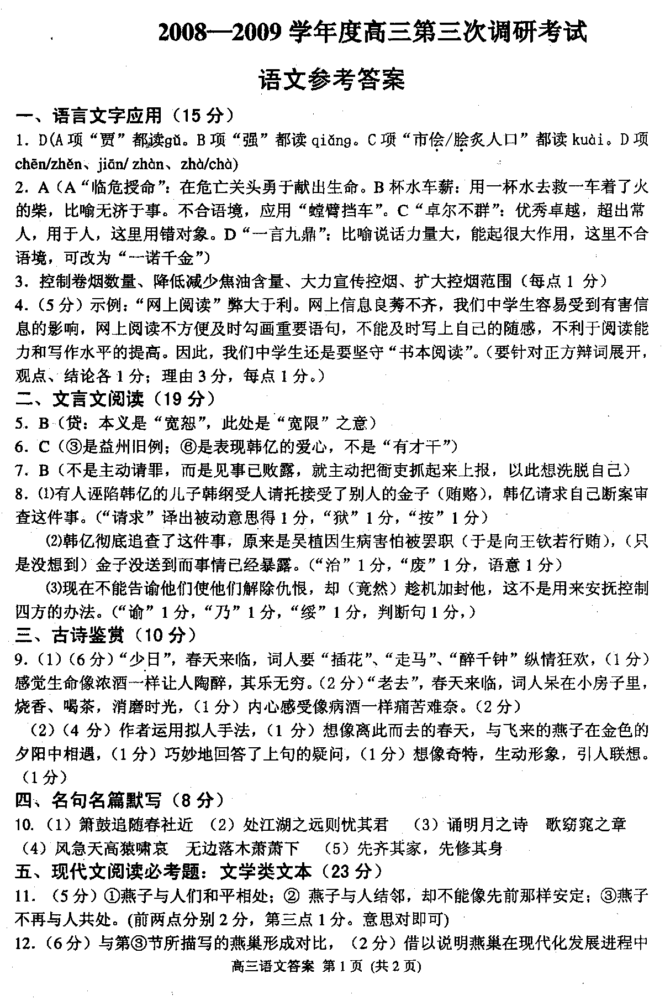 2008—2009 学年度高三第三次调研考试
语文参考答案
一、语言文字应用（15 分）
1．D(A 项“贾”都读gǔ。B 项“强”都读 qiǎng。C 项“市侩/脍炙人口”都读 kuài。D 项
chēn/zhěn、jiān/ zhàn、zhà/chà)
2．A（A“临危授命”：在危亡关头勇于献出生命。B 杯水车薪：用一杯水去救一车着了火
的柴，比喻无济于事。不合语境，应用“螳臂挡车”。C“卓尔不群”：优秀卓越，超出常
人，用于人，这里用错对象。D“一言九鼎”：比喻说话力量大，能起很大作用，这里不合
语境，可改为“一诺千金”）
3．控制卷烟数量、降低减少焦油含量、大力宣传控烟、扩大控烟范围（每点 1 分）
4．（5 分）示例：“网上阅读”弊大于利。网上信息良莠不齐，我们中学生容易受到有害信
息的影响，网上阅读不方便及时勾画重要语句，不能及时写上自己的随感，不利于阅读能
力和写作水平的提高。因此，我们中学生还是要坚守“书本阅读”。（要针对正方辩词展开，
观点、结论各 1 分；理由 3 分，每点 1 分。）
二、文言文阅读（19 分）
5．B（贷：本义是“宽恕”，此处是“宽限”之意）
6．C（③是益州旧例；⑥是表现韩亿的爱心，不是“有才干”）
7．B（不是主动请罪，而是见事已败露，就主动把衙吏抓起来上报，以此想洗脱自己）
8．⑴有人诬陷韩亿的儿子韩纲受人请托接受了别人的金子（贿赂），韩亿请求自己断案审
查这件事。（“请求”译出被动意思得 1 分，“狱”1 分，“按”1 分）
⑵韩亿彻底追查了这件事，原来是吴植因生病害怕被罢职（于是向王钦若行贿），（只
是没想到）金子没送到而事情已经暴露。（“治”1 分，“废”1 分，语意 1 分）
⑶现在不能告谕他们使他们解除仇恨，却（竟然）趁机加封他，这不是用来安抚控制
四方的办法。（“谕”1 分，“乃”1 分，“绥”1 分，判断句 1 分，）
三、古诗鉴赏（10 分）
9．（1）（6 分）“少日”，春天来临，词人要“插花”、“走马”、“醉千钟”纵情狂欢，（1 分）
感觉生命像浓酒一样让人陶醉，其乐无穷。（2 分）“老去”，春天来临，词人呆在小房子里，
烧香、喝茶，消磨时光，（1 分）内心感受像病酒一样痛苦难奈。（2 分）
（2）（4 分）作者运用拟人手法，（1 分）想像离此而去的春天，与飞来的燕子在金色的
夕阳中相遇，（1 分）巧妙地回答了上句的疑问，（1 分）想像奇特，生动形象，引人联想。
（1 分）
四、名句名篇默写（8 分）
10.（1）箫鼓追随春社近 （2）处江湖之远则忧其君 （3）诵明月之诗 歌窈窕之章
（4）风急天高猿啸哀 无边落木萧萧下 （5）先齐其家，先修其身
五、现代文阅读必考题：文学类文本（23 分）
11. （5 分）①燕子与人们和平相处；② 燕子与人结邻，却不能像先前那样安定；③燕子
不再与人共处。(前两点分别 2 分，第三点 1 分。意思对即可)
12.（6 分）与第③节所描写的燕巢形成对比，（2 分）借以说明燕巢在现代化发展进程中
高三语文答案 第 1 页 (共 2 页)